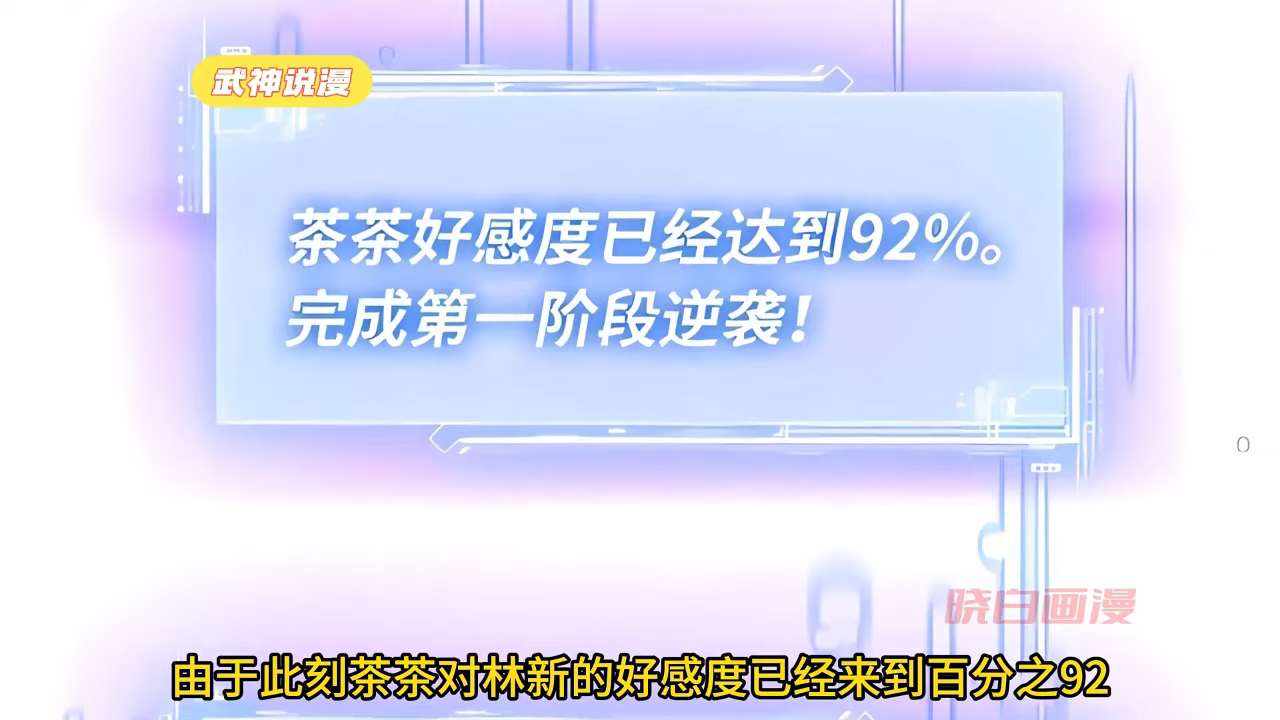 武神说漫
茶茶好感度已经达到92%。
完成第一阶段逆袭！
晓白画漫
由于此刻茶茶对林新的好感度已经来到百分之92